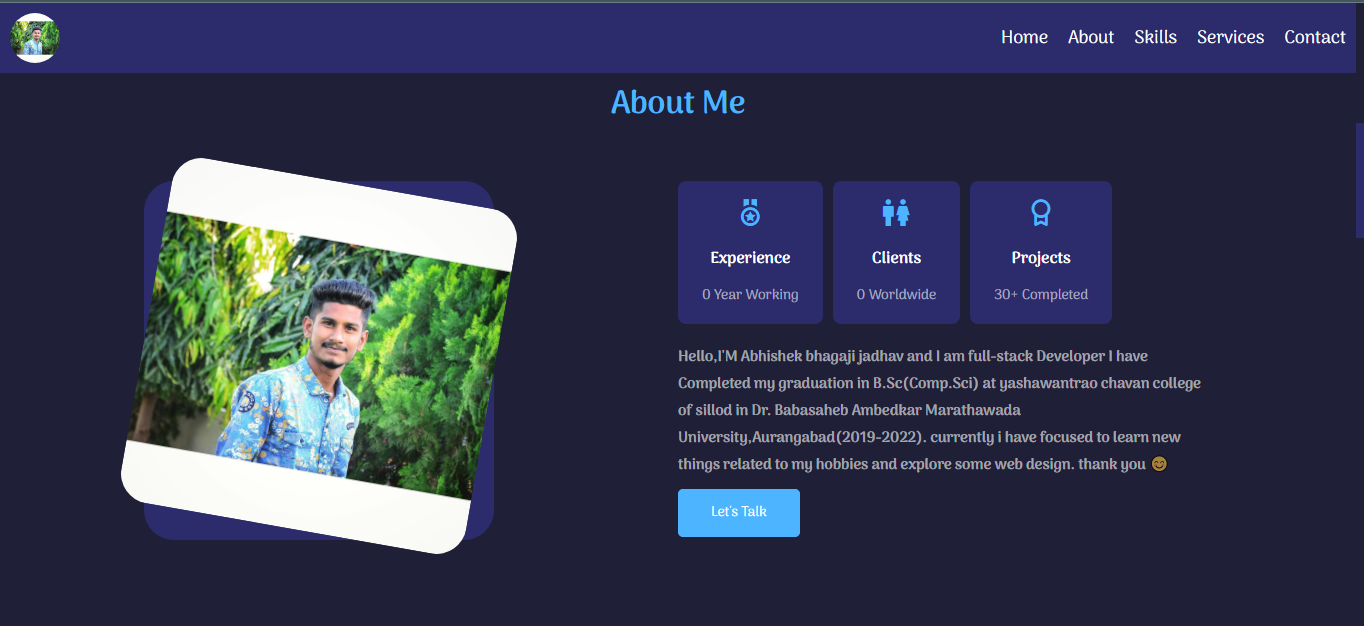 Home About Skills Services Contact
About Me
Experience Clients Projects
0 Year Working 0 Worldwide 30+ Completed
Hello,I'M Abhishek bhagaji jadhav and I am full-stack Developer I have
Completed my graduation in B.Sc(Comp.Sci) at yashawantrao chavan college
of sillod in Dr. Babasaheb Ambedkar Marathawada
University,Aurangabad(2019-2022). currently i have focused to learn new
things related to my hobbies and explore some web design. thank you 😊
Let's Talk